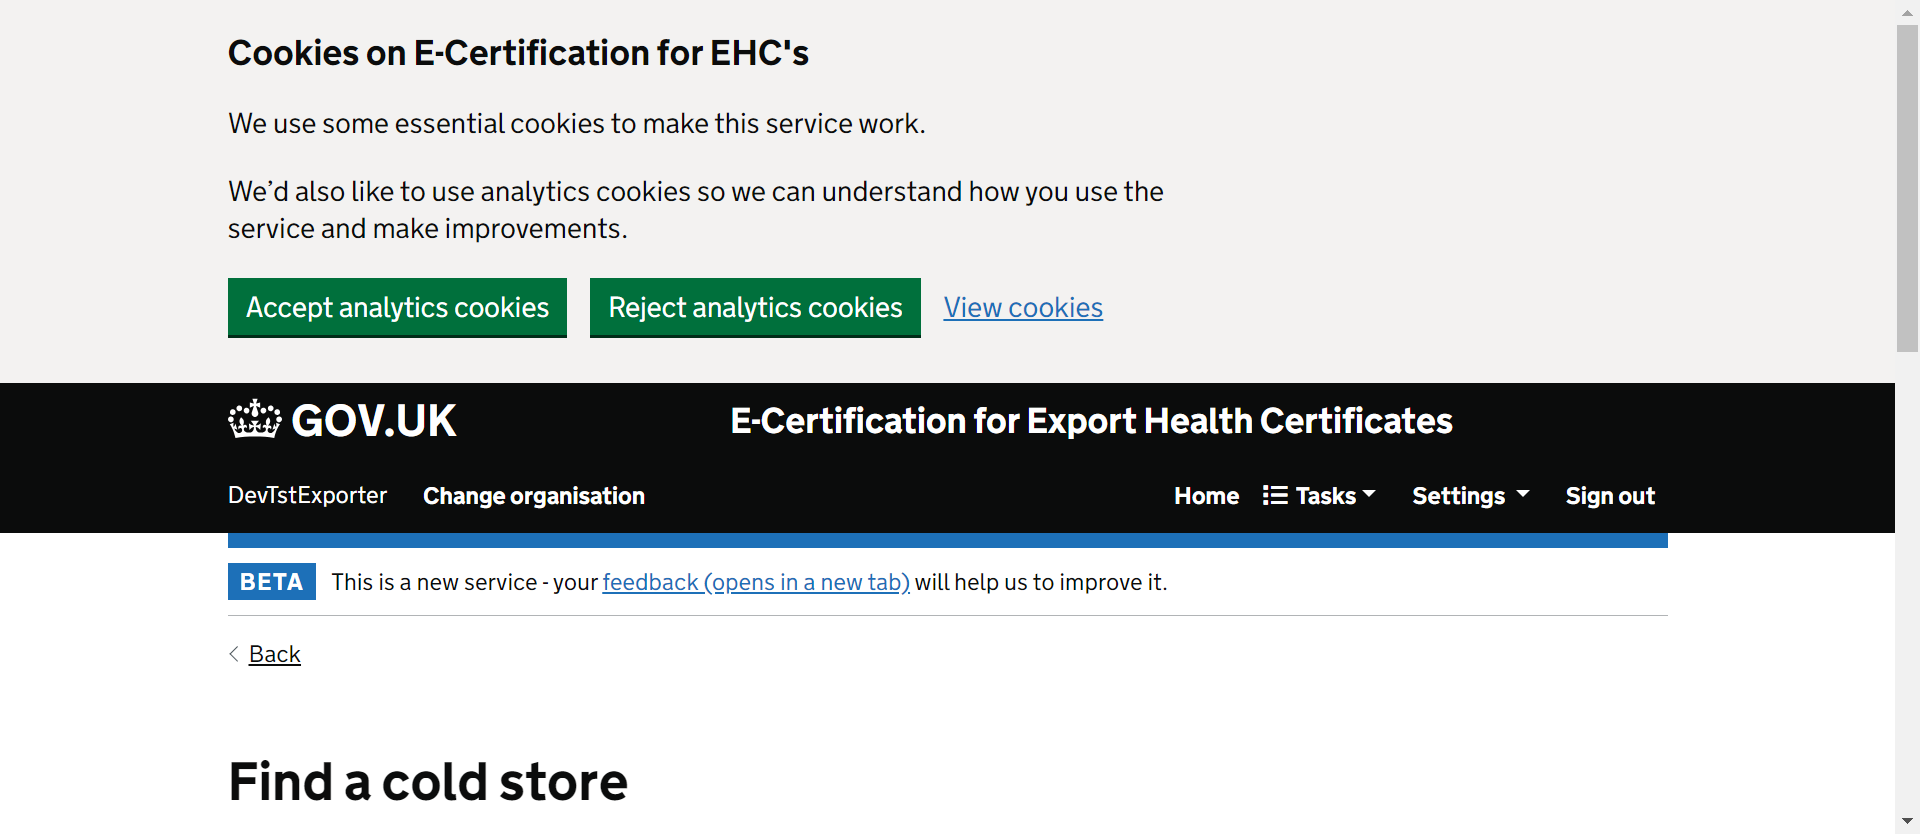 Cookies on E-Certification for EHC's
We use some essential cookies to make this service work.
We’d also like to use analytics cookies so we can understand how you use the
service and make improvements.
Accept analytics cookies Reject analytics cookies View cookies
GOV.UK E-Certification for Export Health Certificates
DevTstExporter Change organisation Home Tasks Settings Sign out
BETA This is a new service - your feedback (opens in a new tab) will help us to improve it.
Back
Find a cold store